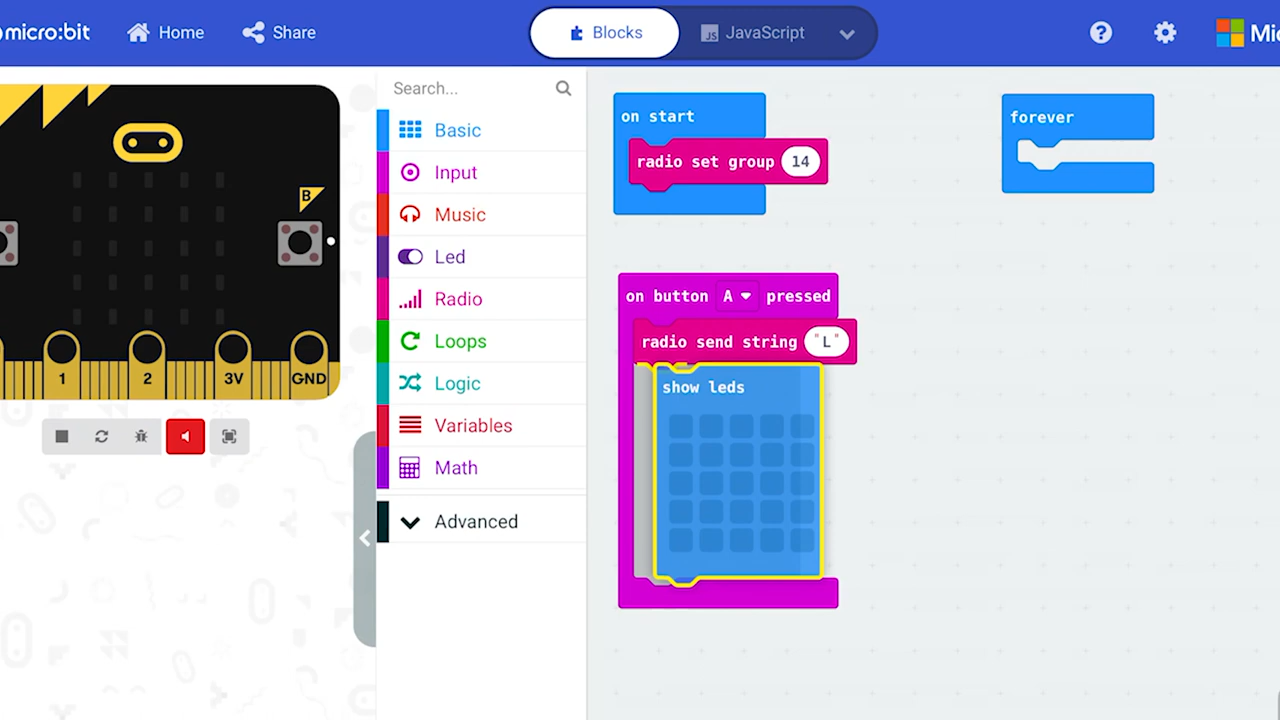 micro:bit
Home
Share
Blocks
JS
JavaScript
?
Search...
Basic
Input
Music
Led
Radio
Loops
Logic
Variables
Math
Advanced
B
1
2
3V
GND
on start
radio set group 14
forever
on button A pressed
radio send string "L"
show leds